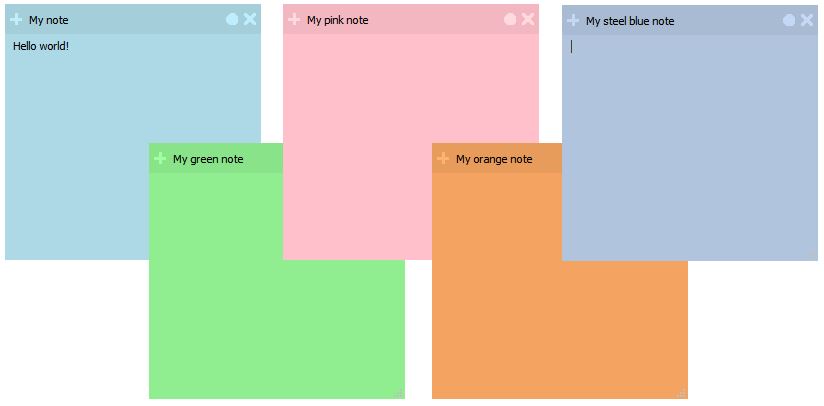 My note
Hello world!
My pink note
My steel blue note
My green note
My orange note